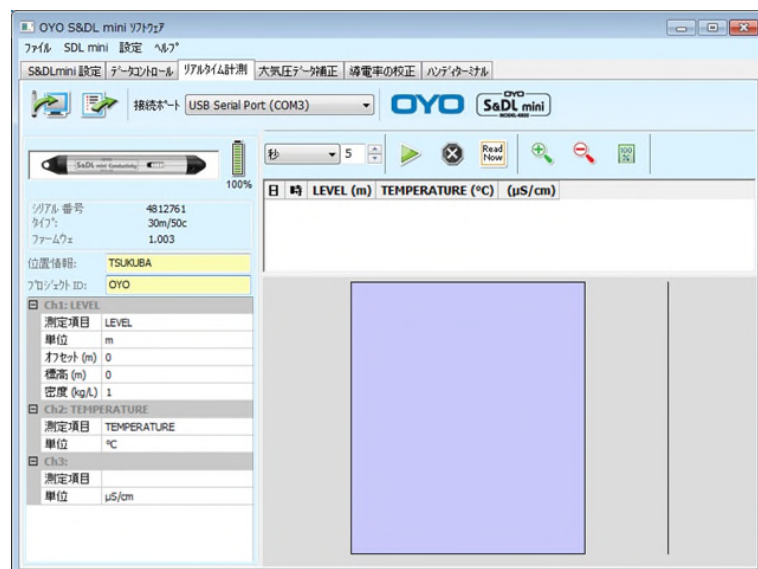 OYO S&DL mini ｿﾌﾄｳｪｱ
ﾌｧｲﾙ SDL mini 設定 ﾍﾙﾌﾟ
S&DLmini 設定 ﾃﾞｰﾀｺﾝﾄﾛｰﾙ ﾘｱﾙﾀｲﾑ計測 大気圧ﾃﾞｰﾀ補正 導電率の校正 ﾊﾝﾃﾞｨﾀｰﾐﾅﾙ
接続ﾎﾟｰﾄ USB Serial Port (COM3) OYO OYO S&DL mini
秒 5 Read Now 100%
S&DL mini Conductivity
100%
日 時 LEVEL (m) TEMPERATURE (°C) (µS/cm)
ｼﾘｱﾙ 番号 4812761
ﾀｲﾌﾟ: 30m/50c
ﾌｧｰﾑｳｪ 1.003
位置情報: TSUKUBA
ﾌﾟﾛｼﾞｪｸﾄ ID: OYO
Ch1: LEVEL
測定項目 LEVEL
単位 m
ｵﾌｾｯﾄ (m) 0
標高 (m) 0
密度 (kg/L) 1
Ch2: TEMPERATURE
測定項目 TEMPERATURE
単位 °C
Ch3:
測定項目
単位 µS/cm